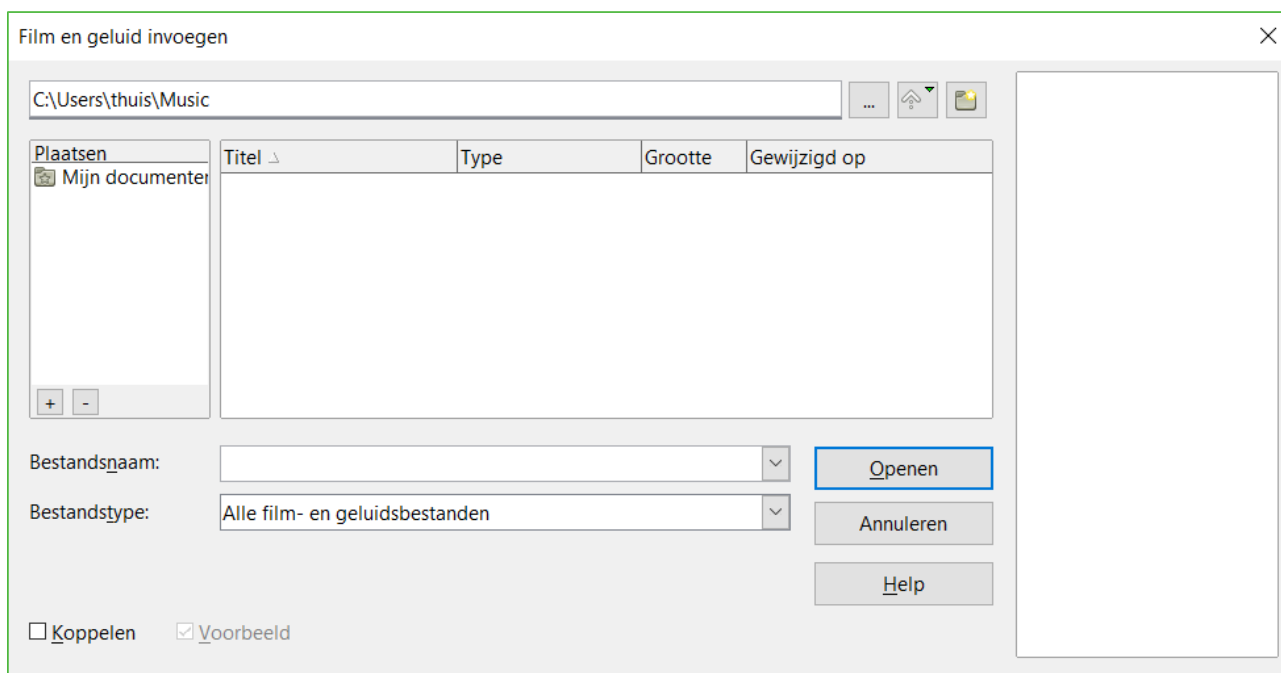 Film en geluid invoegen
C:\Users\thuis\Music
...
Plaatsen
Mijn documenter
Titel
Type
Grootte
Gewijzigd op
+ -
Bestandsnaam:
Openen
Bestandstype:
Alle film- en geluidsbestanden
Annuleren
Help
Koppelen
Voorbeeld